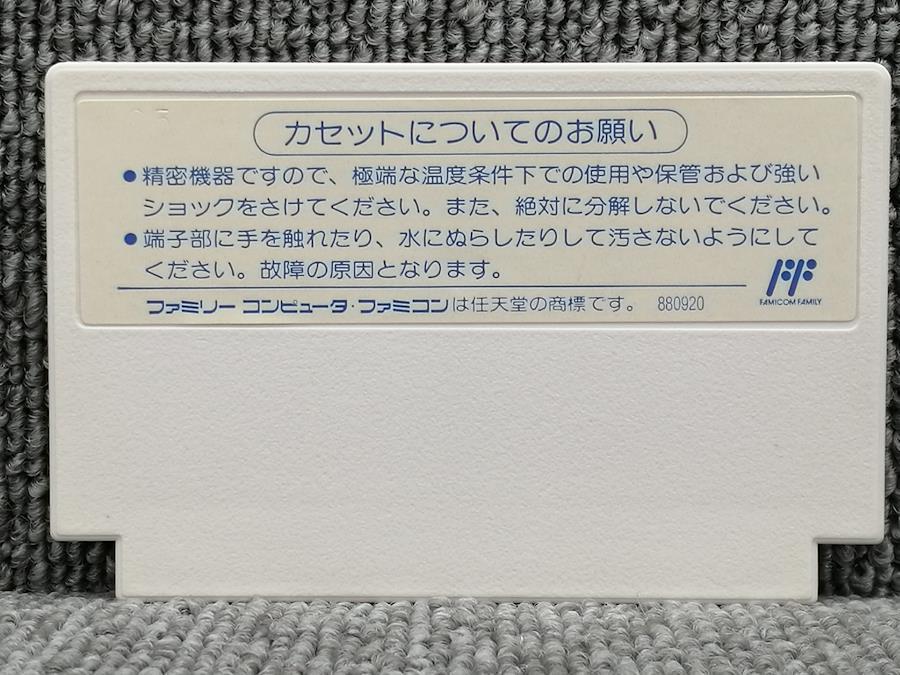 カセットについてのお願い
●精密機器ですので、極端な温度条件下での使用や保管および強い
ショックをさけてください。また、絶対に分解しないでください。
●端子部に手を触れたり、水にぬらしたりして汚さないようにして
ください。故障の原因となります。
ファミリー コンピュータ・ファミコンは任天堂の商標です。 880920
FAMICOM FAMILY